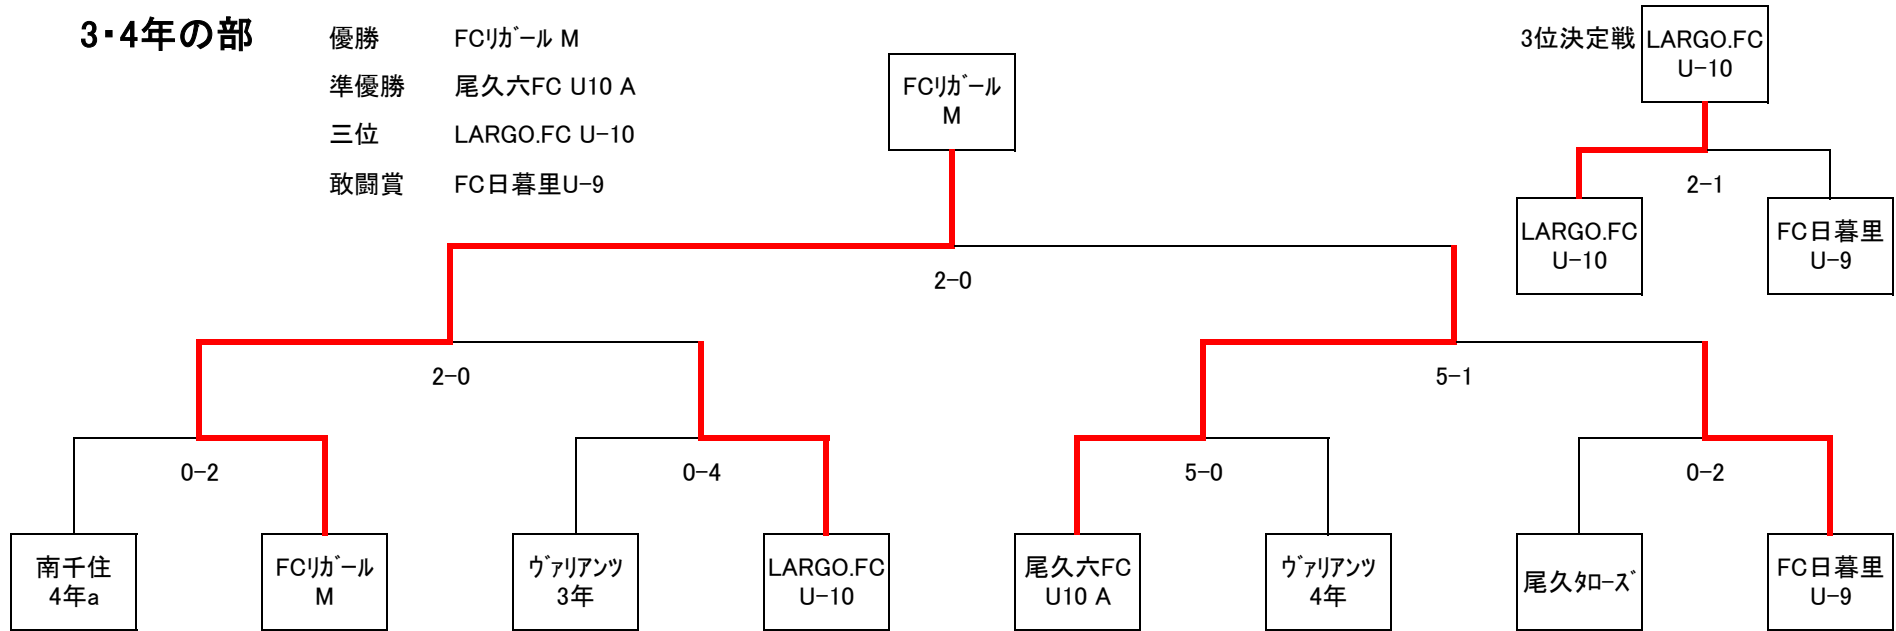 3・4年の部
優勝 FCﾘｶﾞｰﾙ M
準優勝 尾久六FC U10 A
三位 LARGO.FC U-10
敢闘賞 FC日暮里U-9
FCﾘｶﾞｰﾙ
M
3位決定戦
LARGO.FC
U-10
2-1
LARGO.FC
U-10
FC日暮里
U-9
2-0
2-0
5-1
0-2
0-4
5-0
0-2
南千住
4年a
FCﾘｶﾞｰﾙ
M
ヴｧﾘｱﾝﾂ
3年
LARGO.FC
U-10
尾久六FC
U10 A
ヴｧﾘｱﾝﾂ
4年
尾久ﾀﾛｰｽﾞ
FC日暮里
U-9